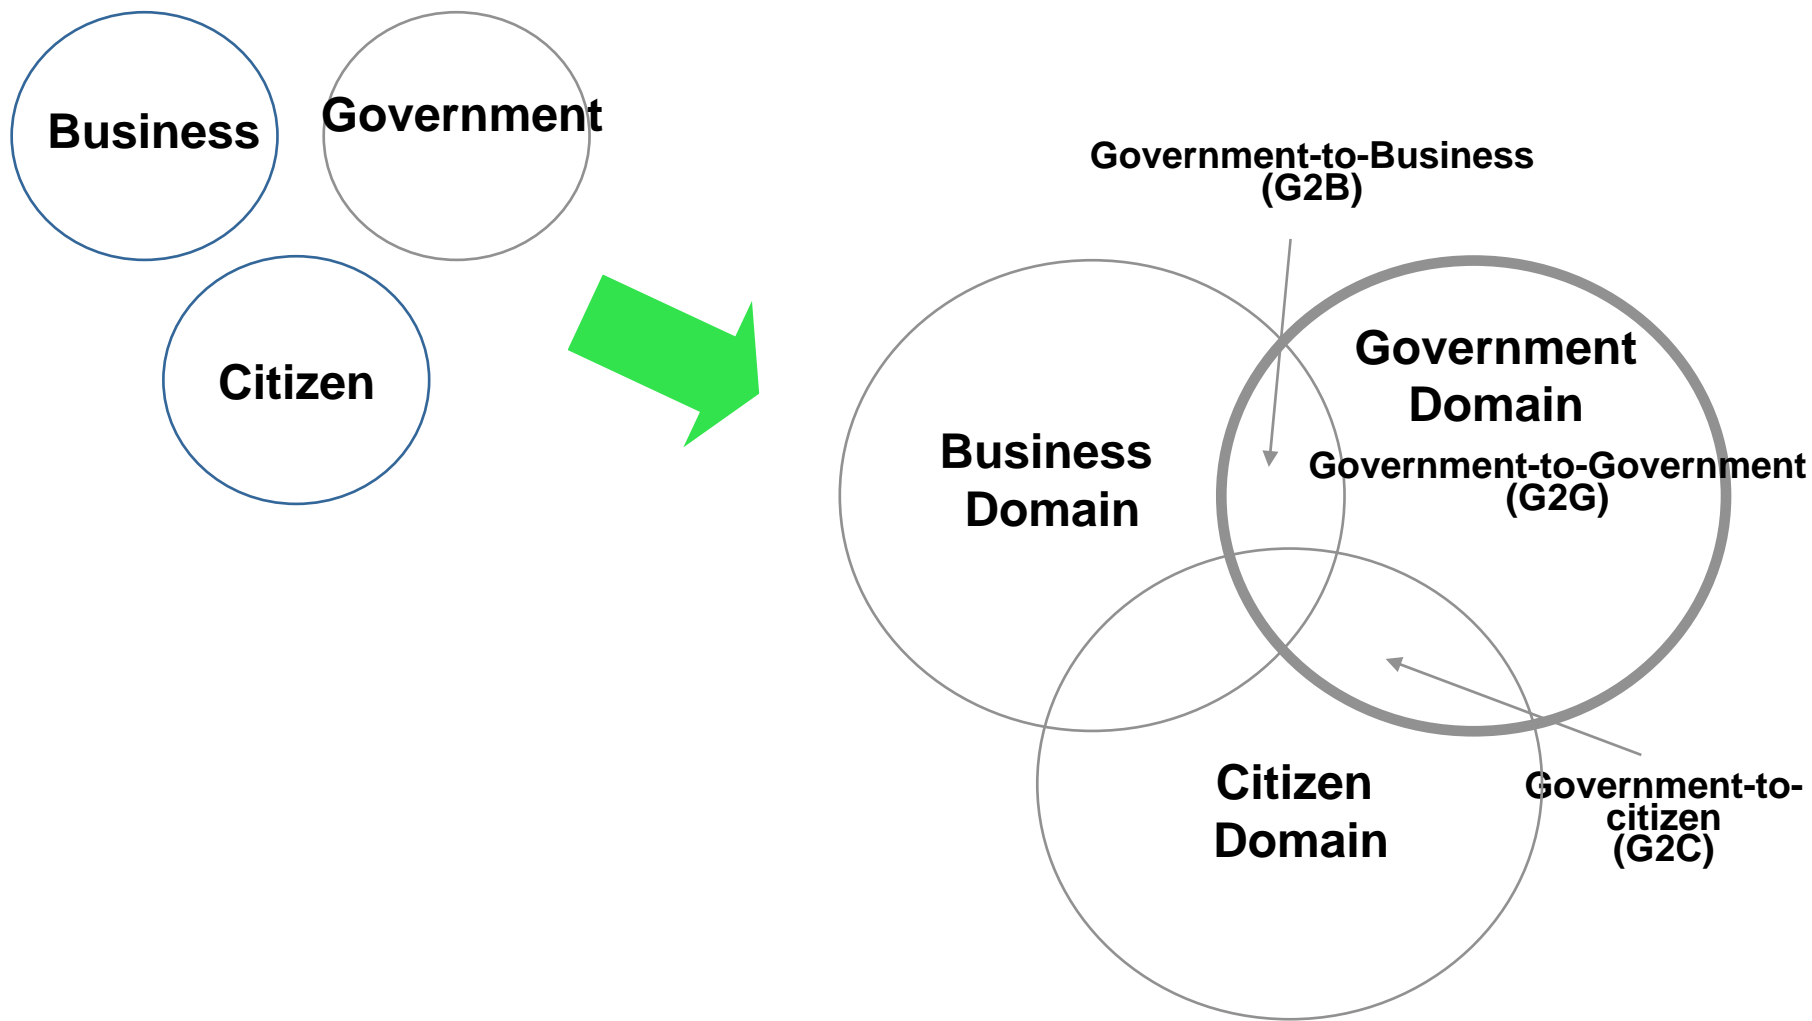 Business
Government
Citizen
Government-to-Business
(G2B)
Government
Domain
Government-to-Government
(G2G)
Business
Domain
Citizen
Domain
Government-to-
citizen
(G2C)